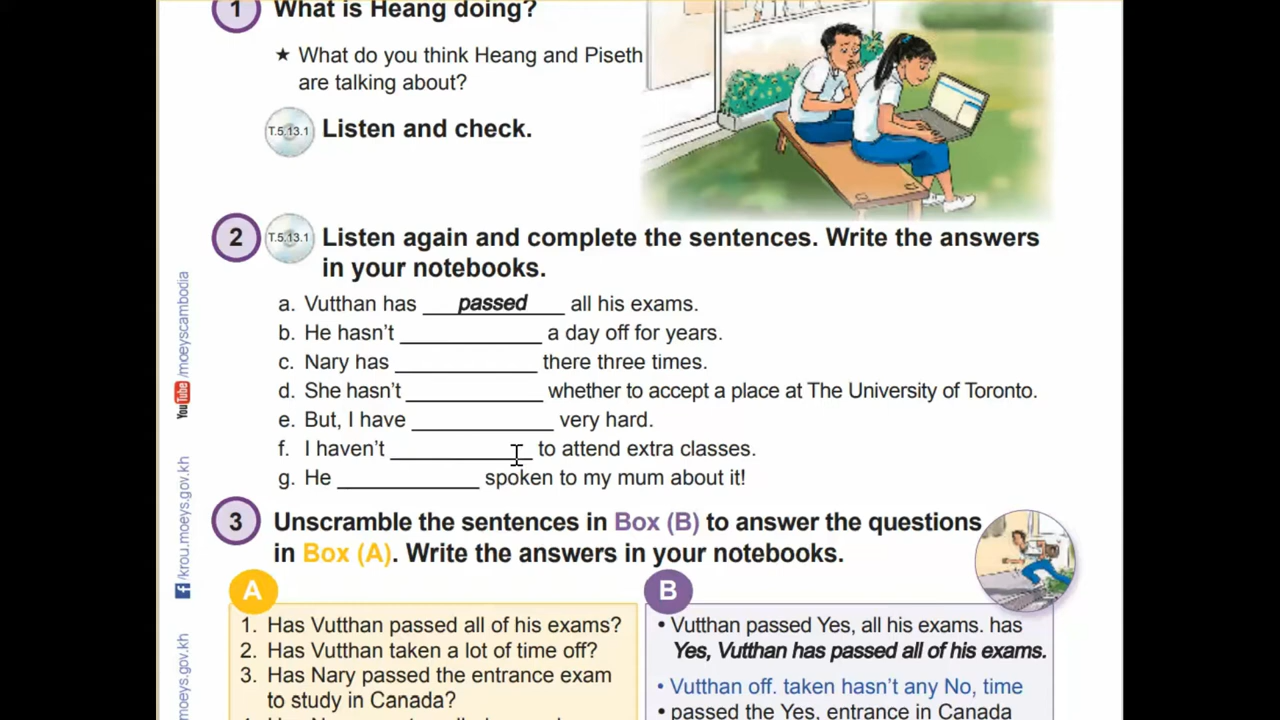 1 What is Heang doing?
★ What do you think Heang and Piseth
are talking about?
T.5.13.1 Listen and check.
2 T.5.13.1 Listen again and complete the sentences. Write the answers
in your notebooks.
a. Vutthan has ____passed____ all his exams.
b. He hasn't ____________ a day off for years.
c. Nary has ____________ there three times.
d. She hasn't ____________ whether to accept a place at The University of Toronto.
e. But, I have ____________ very hard.
f. I haven't ____________ to attend extra classes.
g. He ____________ spoken to my mum about it!
3 Unscramble the sentences in Box (B) to answer the questions
in Box (A). Write the answers in your notebooks.
A
1. Has Vutthan passed all of his exams?
2. Has Vutthan taken a lot of time off?
3. Has Nary passed the entrance exam
to study in Canada?
B
• Vutthan passed Yes, all his exams. has
Yes, Vutthan has passed all of his exams.
• Vutthan off. taken hasn't any No, time
• passed the Yes, entrance in Canada
YouTube /moeyscambodia
f /krou.moeys.gov.kh
moeys.gov.kh